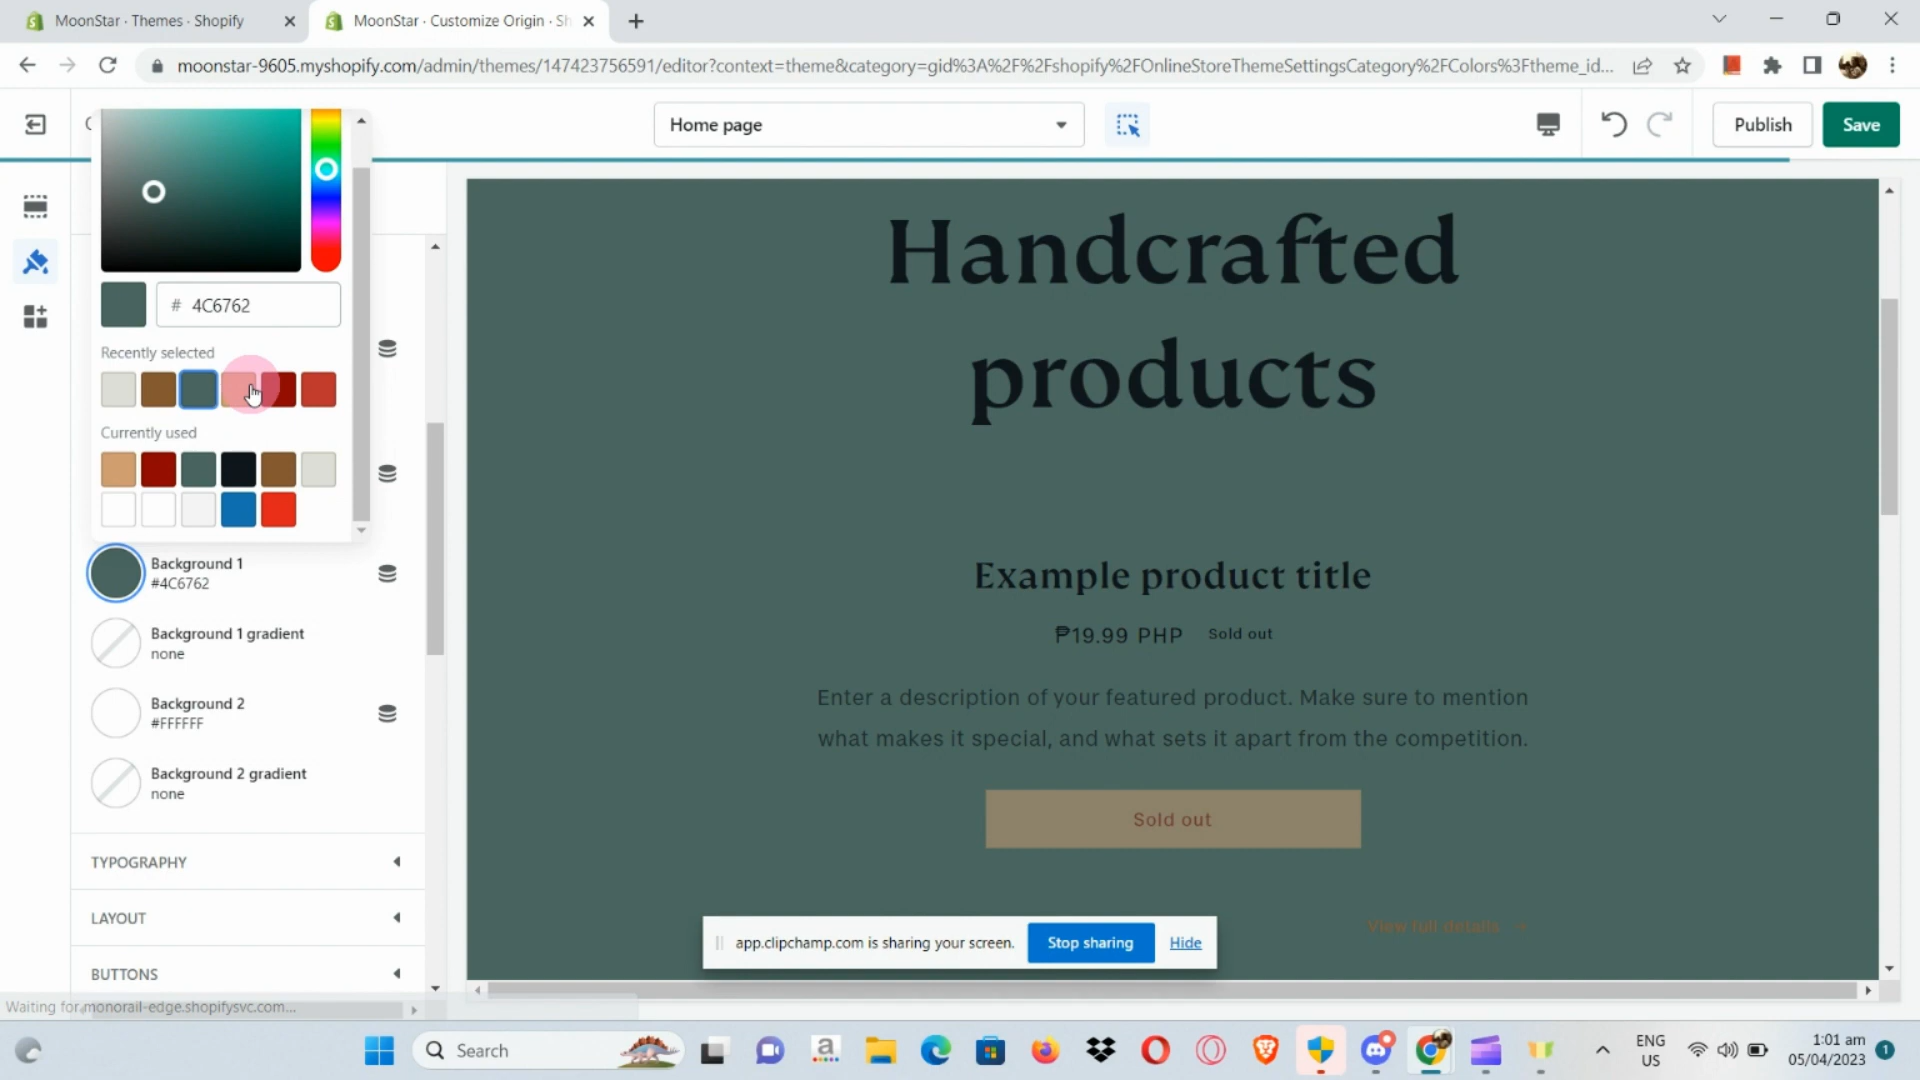 MoonStar · Themes · Shopify
MoonStar · Customize Origin · Sh
moonstar-9605.myshopify.com/admin/themes/147423756591/editor?context=theme&category=gid%3A%2F%2Fshopify%2FOnlineStoreThemeSettingsCategory%2FColors%3Ftheme_id...
Home page
Publish
Save
# 4C6762
Recently selected
Currently used
Background 1
#4C6762
Background 1 gradient
none
Background 2
#FFFFFF
Background 2 gradient
none
TYPOGRAPHY
LAYOUT
BUTTONS
Waiting for monorail-edge.shopifysvc.com...
Handcrafted
products
Example product title
₱19.99 PHP Sold out
Enter a description of your featured product. Make sure to mention
what makes it special, and what sets it apart from the competition.
Sold out
View full details →
app.clipchamp.com is sharing your screen.
Stop sharing
Hide
Search
ENG
US
1:01 am
05/04/2023
1